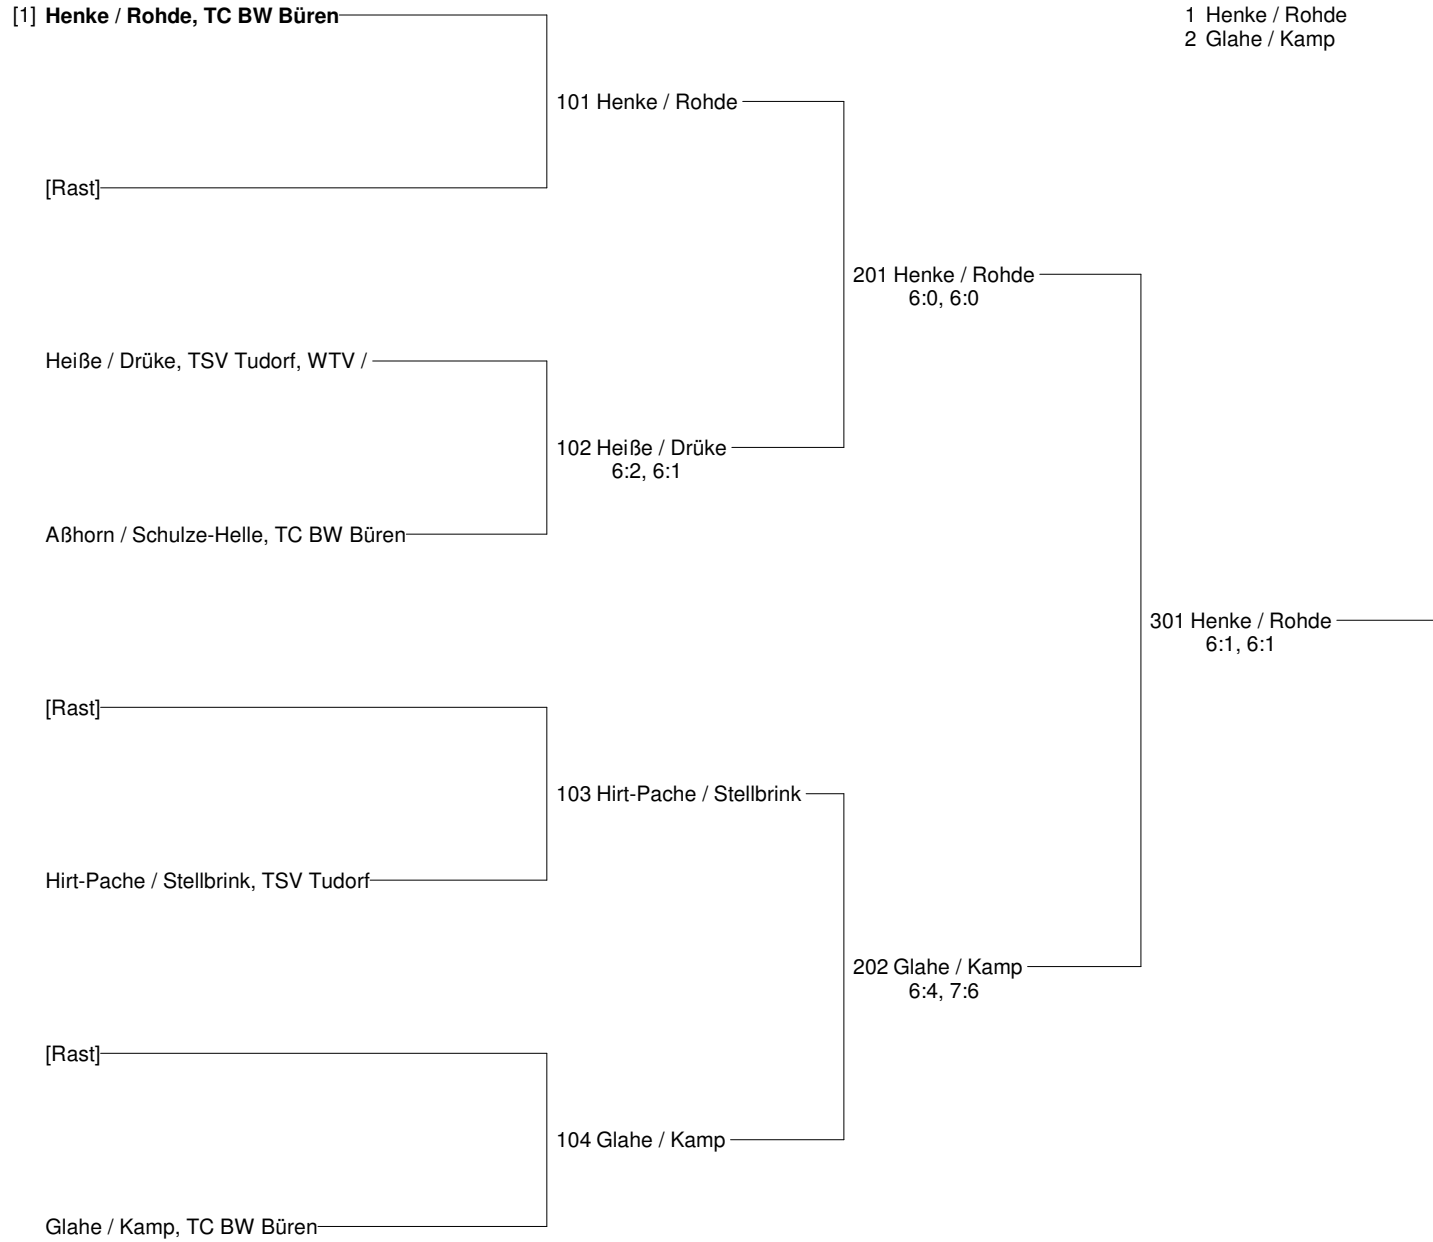 [1] Henke / Rohde, TC BW Büren
1 Henke / Rohde
2 Glahe / Kamp
101 Henke / Rohde
[Rast]
201 Henke / Rohde
6:0, 6:0
Heiße / Drüke, TSV Tudorf, WTV /
102 Heiße / Drüke
6:2, 6:1
Aßhorn / Schulze-Helle, TC BW Büren
301 Henke / Rohde
6:1, 6:1
[Rast]
103 Hirt-Pache / Stellbrink
Hirt-Pache / Stellbrink, TSV Tudorf
202 Glahe / Kamp
6:4, 7:6
[Rast]
104 Glahe / Kamp
Glahe / Kamp, TC BW Büren